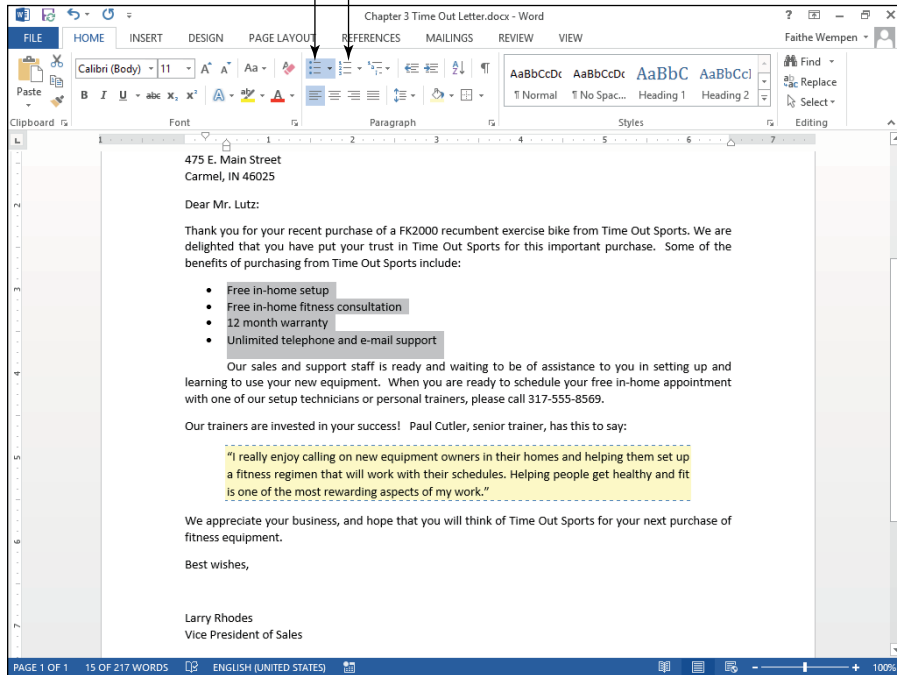 Chapter 3 Time Out Letter.docx - Word
FILE HOME INSERT DESIGN PAGE LAYOUT REFERENCES MAILINGS REVIEW VIEW Faithe Wempen
Paste
Calibri (Body) 11 A A Aa
B I U abc X₂ X² A aby A
AaBbCcDc AaBbCcDc AaBbC AaBbCcl
¶ Normal ¶ No Spac... Heading 1 Heading 2
Find
Replace
Select
Clipboard Font Paragraph Styles Editing
1 1 2 3 4 5 6 7
475 E. Main Street
Carmel, IN 46025
Dear Mr. Lutz:
Thank you for your recent purchase of a FK2000 recumbent exercise bike from Time Out Sports. We are
delighted that you have put your trust in Time Out Sports for this important purchase. Some of the
benefits of purchasing from Time Out Sports include:
• Free in-home setup
• Free in-home fitness consultation
• 12 month warranty
• Unlimited telephone and e-mail support
Our sales and support staff is ready and waiting to be of assistance to you in setting up and
learning to use your new equipment. When you are ready to schedule your free in-home appointment
with one of our setup technicians or personal trainers, please call 317-555-8569.
Our trainers are invested in your success! Paul Cutler, senior trainer, has this to say:
“I really enjoy calling on new equipment owners in their homes and helping them set up
a fitness regimen that will work with their schedules. Helping people get healthy and fit
is one of the most rewarding aspects of my work.”
We appreciate your business, and hope that you will think of Time Out Sports for your next purchase of
fitness equipment.
Best wishes,
Larry Rhodes
Vice President of Sales
PAGE 1 OF 1 15 OF 217 WORDS ENGLISH (UNITED STATES) 100%